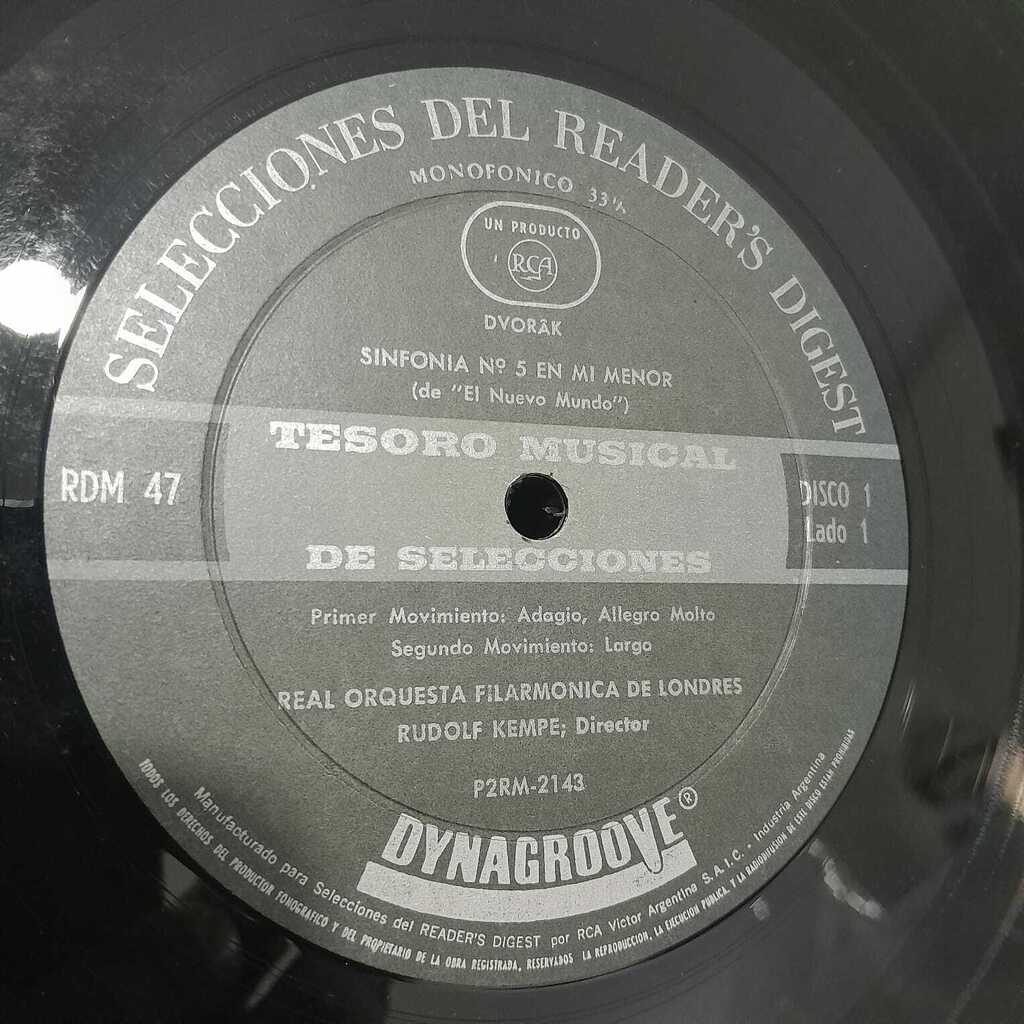 SELECCIONES DEL READER'S DIGEST
MONOFONICO 33⅓
UN PRODUCTO
RCA
DVORÂK
SINFONIA Nº 5 EN MI MENOR
(de "El Nuevo Mundo")
TESORO MUSICAL
RDM 47
DISCO 1
Lado 1
DE SELECCIONES
Primer Movimiento: Adagio, Allegro Molto
Segundo Movimiento: Largo
REAL ORQUESTA FILARMONICA DE LONDRES
RUDOLF KEMPE; Director
P2RM-2143
DYNAGROOVE®
Manufacturado para Selecciones del READER'S DIGEST por RCA Victor Argentina S.A.I.C. - Industria Argentina
TODOS LOS DERECHOS DEL PRODUCTOR FONOGRAFICO Y DEL PROPIETARIO DE LA OBRA REGISTRADA, RESERVADOS LA REPRODUCCION, LA EJECUCION PUBLICA, Y LA RADIODIFUSION DE ESTE DISCO ESTAN PROHIBIDAS